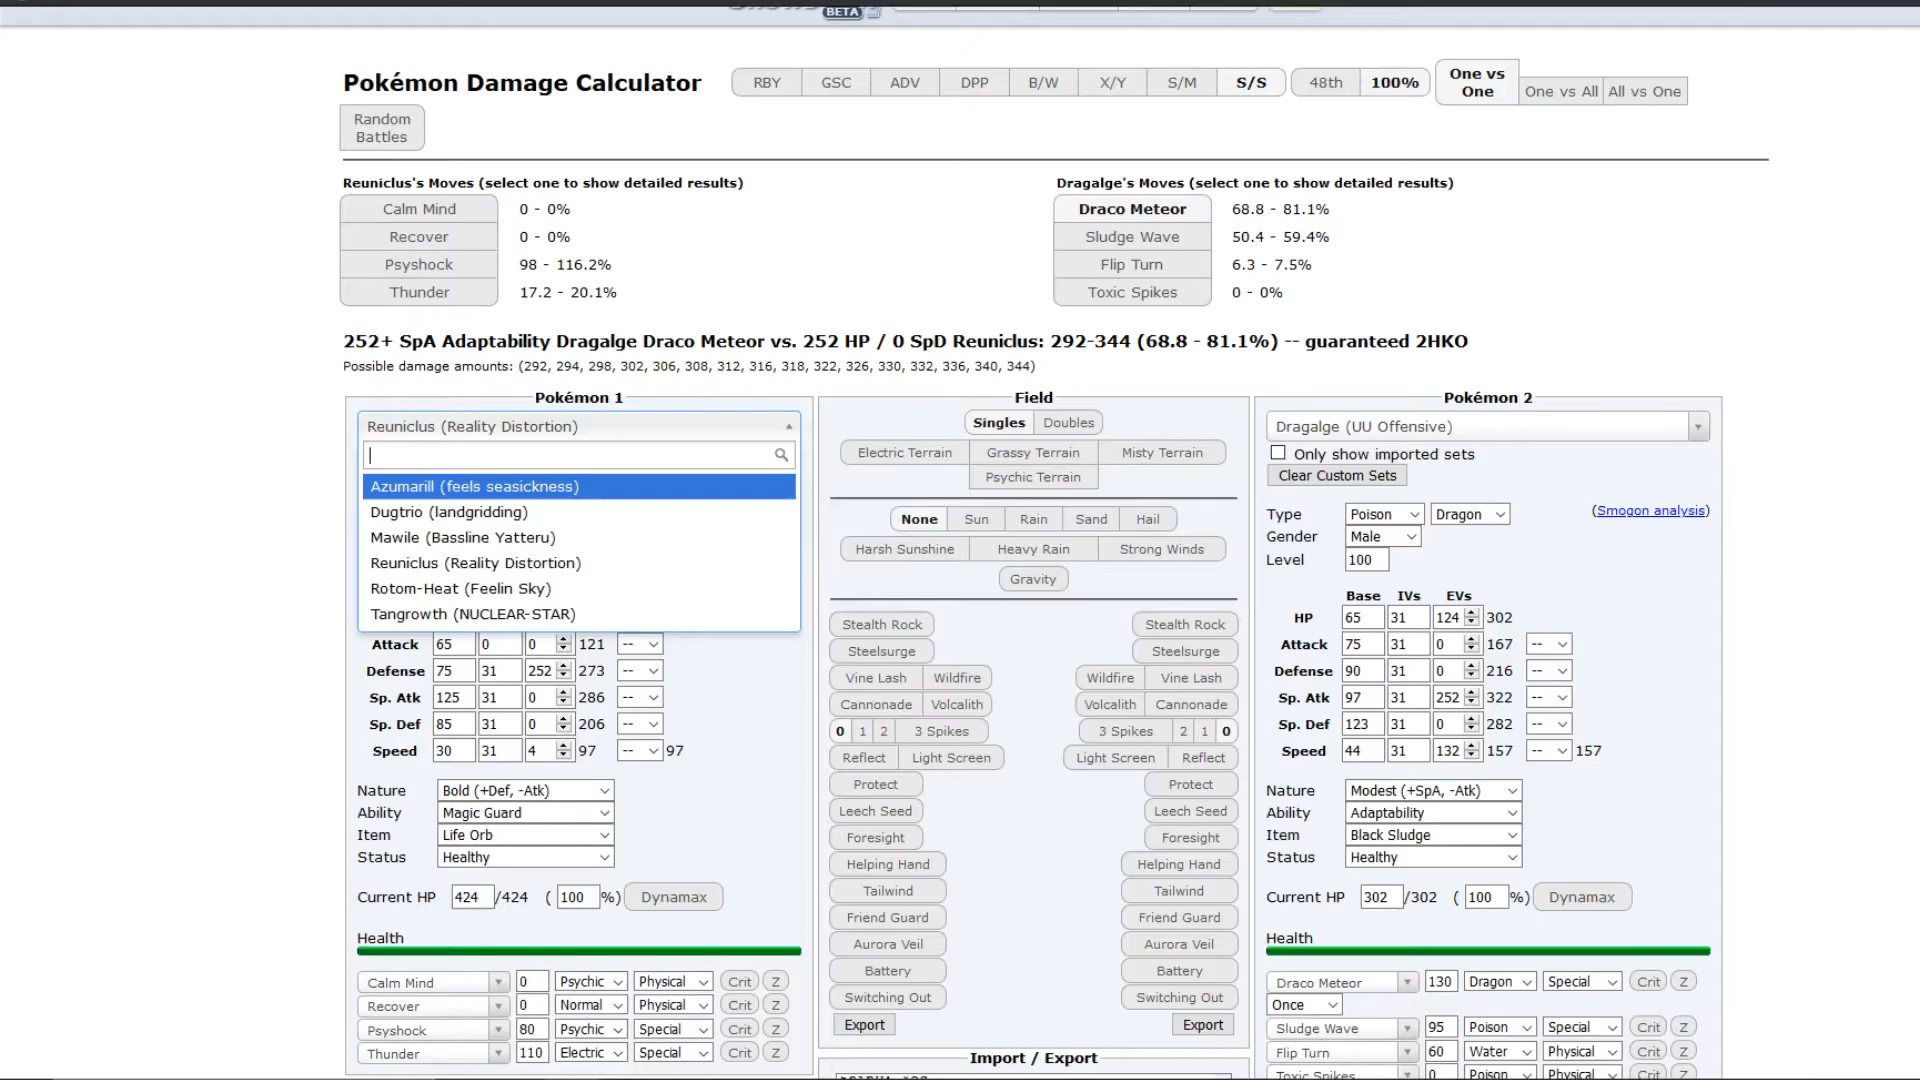 BETA
Pokémon Damage Calculator
RBY GSC ADV DPP B/W X/Y S/M S/S 48th 100% One vs One One vs All All vs One
Random Battles
Reuniclus's Moves (select one to show detailed results)
Calm Mind 0 - 0%
Recover 0 - 0%
Psyshock 98 - 116.2%
Thunder 17.2 - 20.1%
Dragalge's Moves (select one to show detailed results)
Draco Meteor 68.8 - 81.1%
Sludge Wave 50.4 - 59.4%
Flip Turn 6.3 - 7.5%
Toxic Spikes 0 - 0%
252+ SpA Adaptability Dragalge Draco Meteor vs. 252 HP / 0 SpD Reuniclus: 292-344 (68.8 - 81.1%) -- guaranteed 2HKO
Possible damage amounts: (292, 294, 298, 302, 306, 308, 312, 316, 318, 322, 326, 330, 332, 336, 340, 344)
Pokémon 1
Reuniclus (Reality Distortion)
Azumarill (feels seasickness)
Dugtrio (landgridding)
Mawile (Bassline Yatteru)
Reuniclus (Reality Distortion)
Rotom-Heat (Feelin Sky)
Tangrowth (NUCLEAR-STAR)
Attack 65 0 0 121 --
Defense 75 31 252 273 --
Sp. Atk 125 31 0 286 --
Sp. Def 85 31 0 206 --
Speed 30 31 4 97 -- 97
Nature Bold (+Def, -Atk)
Ability Magic Guard
Item Life Orb
Status Healthy
Current HP 424 /424 ( 100 %) Dynamax
Health
Calm Mind 0 Psychic Physical Crit Z
Recover 0 Normal Physical Crit Z
Psyshock 80 Psychic Special Crit Z
Thunder 110 Electric Special Crit Z
Field
Singles Doubles
Electric Terrain Grassy Terrain Misty Terrain
Psychic Terrain
None Sun Rain Sand Hail
Harsh Sunshine Heavy Rain Strong Winds
Gravity
Stealth Rock Stealth Rock
Steelsurge Steelsurge
Vine Lash Wildfire Wildfire Vine Lash
Cannonade Volcalith Volcalith Cannonade
0 1 2 3 Spikes 3 Spikes 2 1 0
Reflect Light Screen Light Screen Reflect
Protect Protect
Leech Seed Leech Seed
Foresight Foresight
Helping Hand Helping Hand
Tailwind Tailwind
Friend Guard Friend Guard
Aurora Veil Aurora Veil
Battery Battery
Switching Out Switching Out
Export Export
Import / Export
Pokémon 2
Dragalge (UU Offensive)
Only show imported sets
Clear Custom Sets
Type Poison Dragon (Smogon analysis)
Gender Male
Level 100
Base IVs EVs
HP 65 31 124 302
Attack 75 31 0 167 --
Defense 90 31 0 216 --
Sp. Atk 97 31 252 322 --
Sp. Def 123 31 0 282 --
Speed 44 31 132 157 -- 157
Nature Modest (+SpA, -Atk)
Ability Adaptability
Item Black Sludge
Status Healthy
Current HP 302 /302 ( 100 %) Dynamax
Health
Draco Meteor 130 Dragon Special Crit Z
Once
Sludge Wave 95 Poison Special Crit Z
Flip Turn 60 Water Physical Crit Z
Toxic Spikes 0 Poison Physical Crit Z